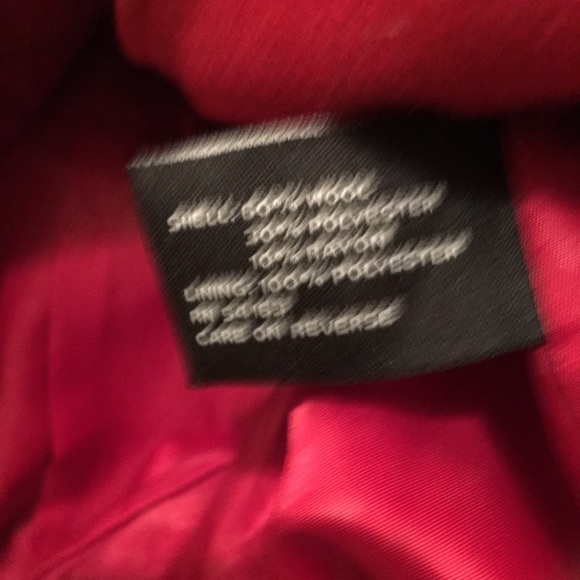 SHELL: 60% WOOL
30% POLYESTER
10% RAYON
LINING: 100% POLYESTER
RN
CARE ON REVERSE